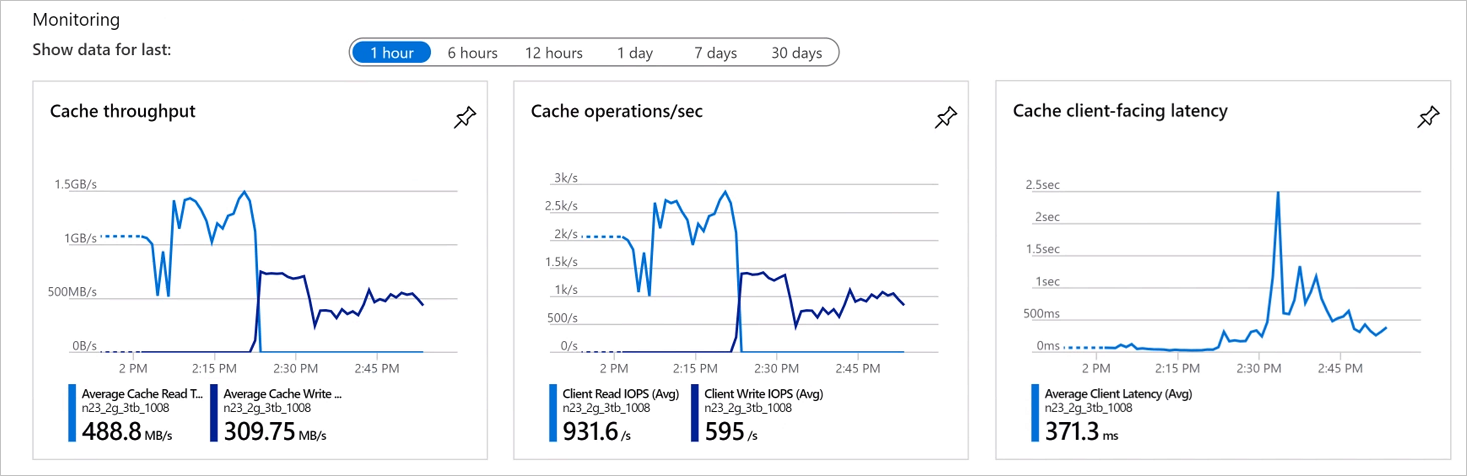 Monitoring
Show data for last:
1 hour 6 hours 12 hours 1 day 7 days 30 days
Cache throughput
1.5GB/s
1GB/s
500MB/s
0B/s
2 PM 2:15 PM 2:30 PM 2:45 PM
Average Cache Read T... Average Cache Write ...
n23_2g_3tb_1008 n23_2g_3tb_1008
488.8 MB/s 309.75 MB/s
Cache operations/sec
3k/s
2.5k/s
2k/s
1.5k/s
1k/s
500/s
0/s
2 PM 2:15 PM 2:30 PM 2:45 PM
Client Read IOPS (Avg) Client Write IOPS (Avg)
n23_2g_3tb_1008 n23_2g_3tb_1008
931.6 /s 595 /s
Cache client-facing latency
2.5sec
2sec
1.5sec
1sec
500ms
0ms
2 PM 2:15 PM 2:30 PM 2:45 PM
Average Client Latency (Avg)
n23_2g_3tb_1008
371.3 ms